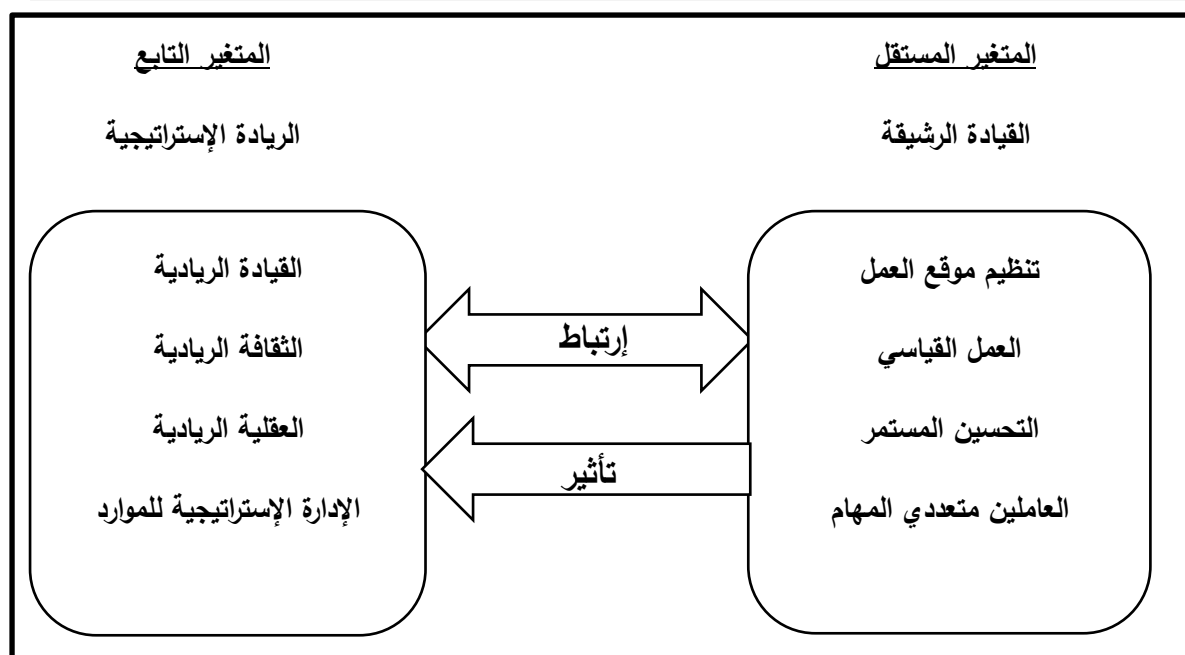 المتغير المستقل
المتغير التابع
القيادة الرشيقة
الريادة الإستراتيجية
تنظيم موقع العمل
العمل القياسي
التحسين المستمر
العاملين متعددي المهام
إرتباط
تأثير
القيادة الريادية
الثقافة الريادية
العقلية الريادية
الإدارة الإستراتيجية للموارد